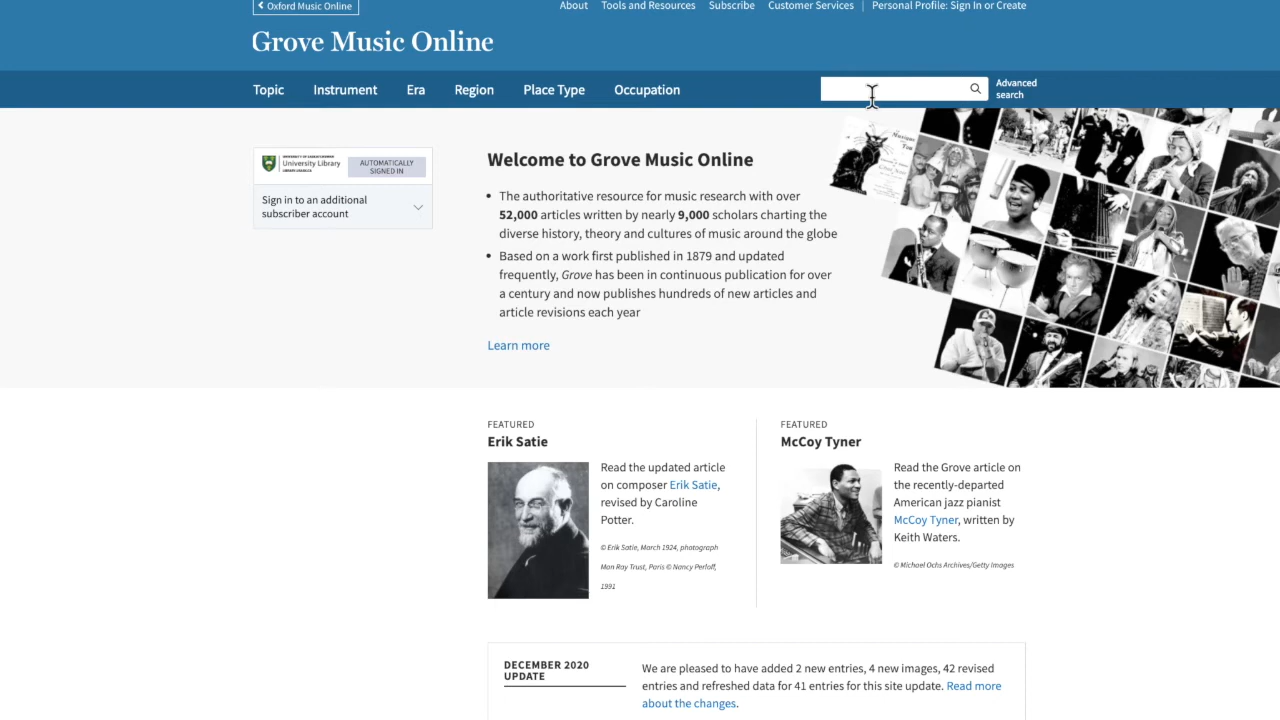 Oxford Music Online
About Tools and Resources Subscribe Customer Services | Personal Profile: Sign In or Create
Grove Music Online
Topic Instrument Era Region Place Type Occupation
Advanced
search
University Library
AUTOMATICALLY
SIGNED IN
Sign in to an additional
subscriber account
Welcome to Grove Music Online
• The authoritative resource for music research with over
52,000 articles written by nearly 9,000 scholars charting the
diverse history, theory and cultures of music around the globe
• Based on a work first published in 1879 and updated
frequently, Grove has been in continuous publication for over
a century and now publishes hundreds of new articles and
article revisions each year
Learn more
FEATURED
Erik Satie
Read the updated article
on composer Erik Satie,
revised by Caroline
Potter.
© Erik Satie, March 1924, photograph
Man Ray Trust, Paris © Nancy Perloff,
1991
FEATURED
McCoy Tyner
Read the Grove article on
the recently-departed
American jazz pianist
McCoy Tyner, written by
Keith Waters.
© Michael Ochs Archives/Getty Images
DECEMBER 2020
UPDATE
We are pleased to have added 2 new entries, 4 new images, 42 revised
entries and refreshed data for 41 entries for this site update. Read more
about the changes.